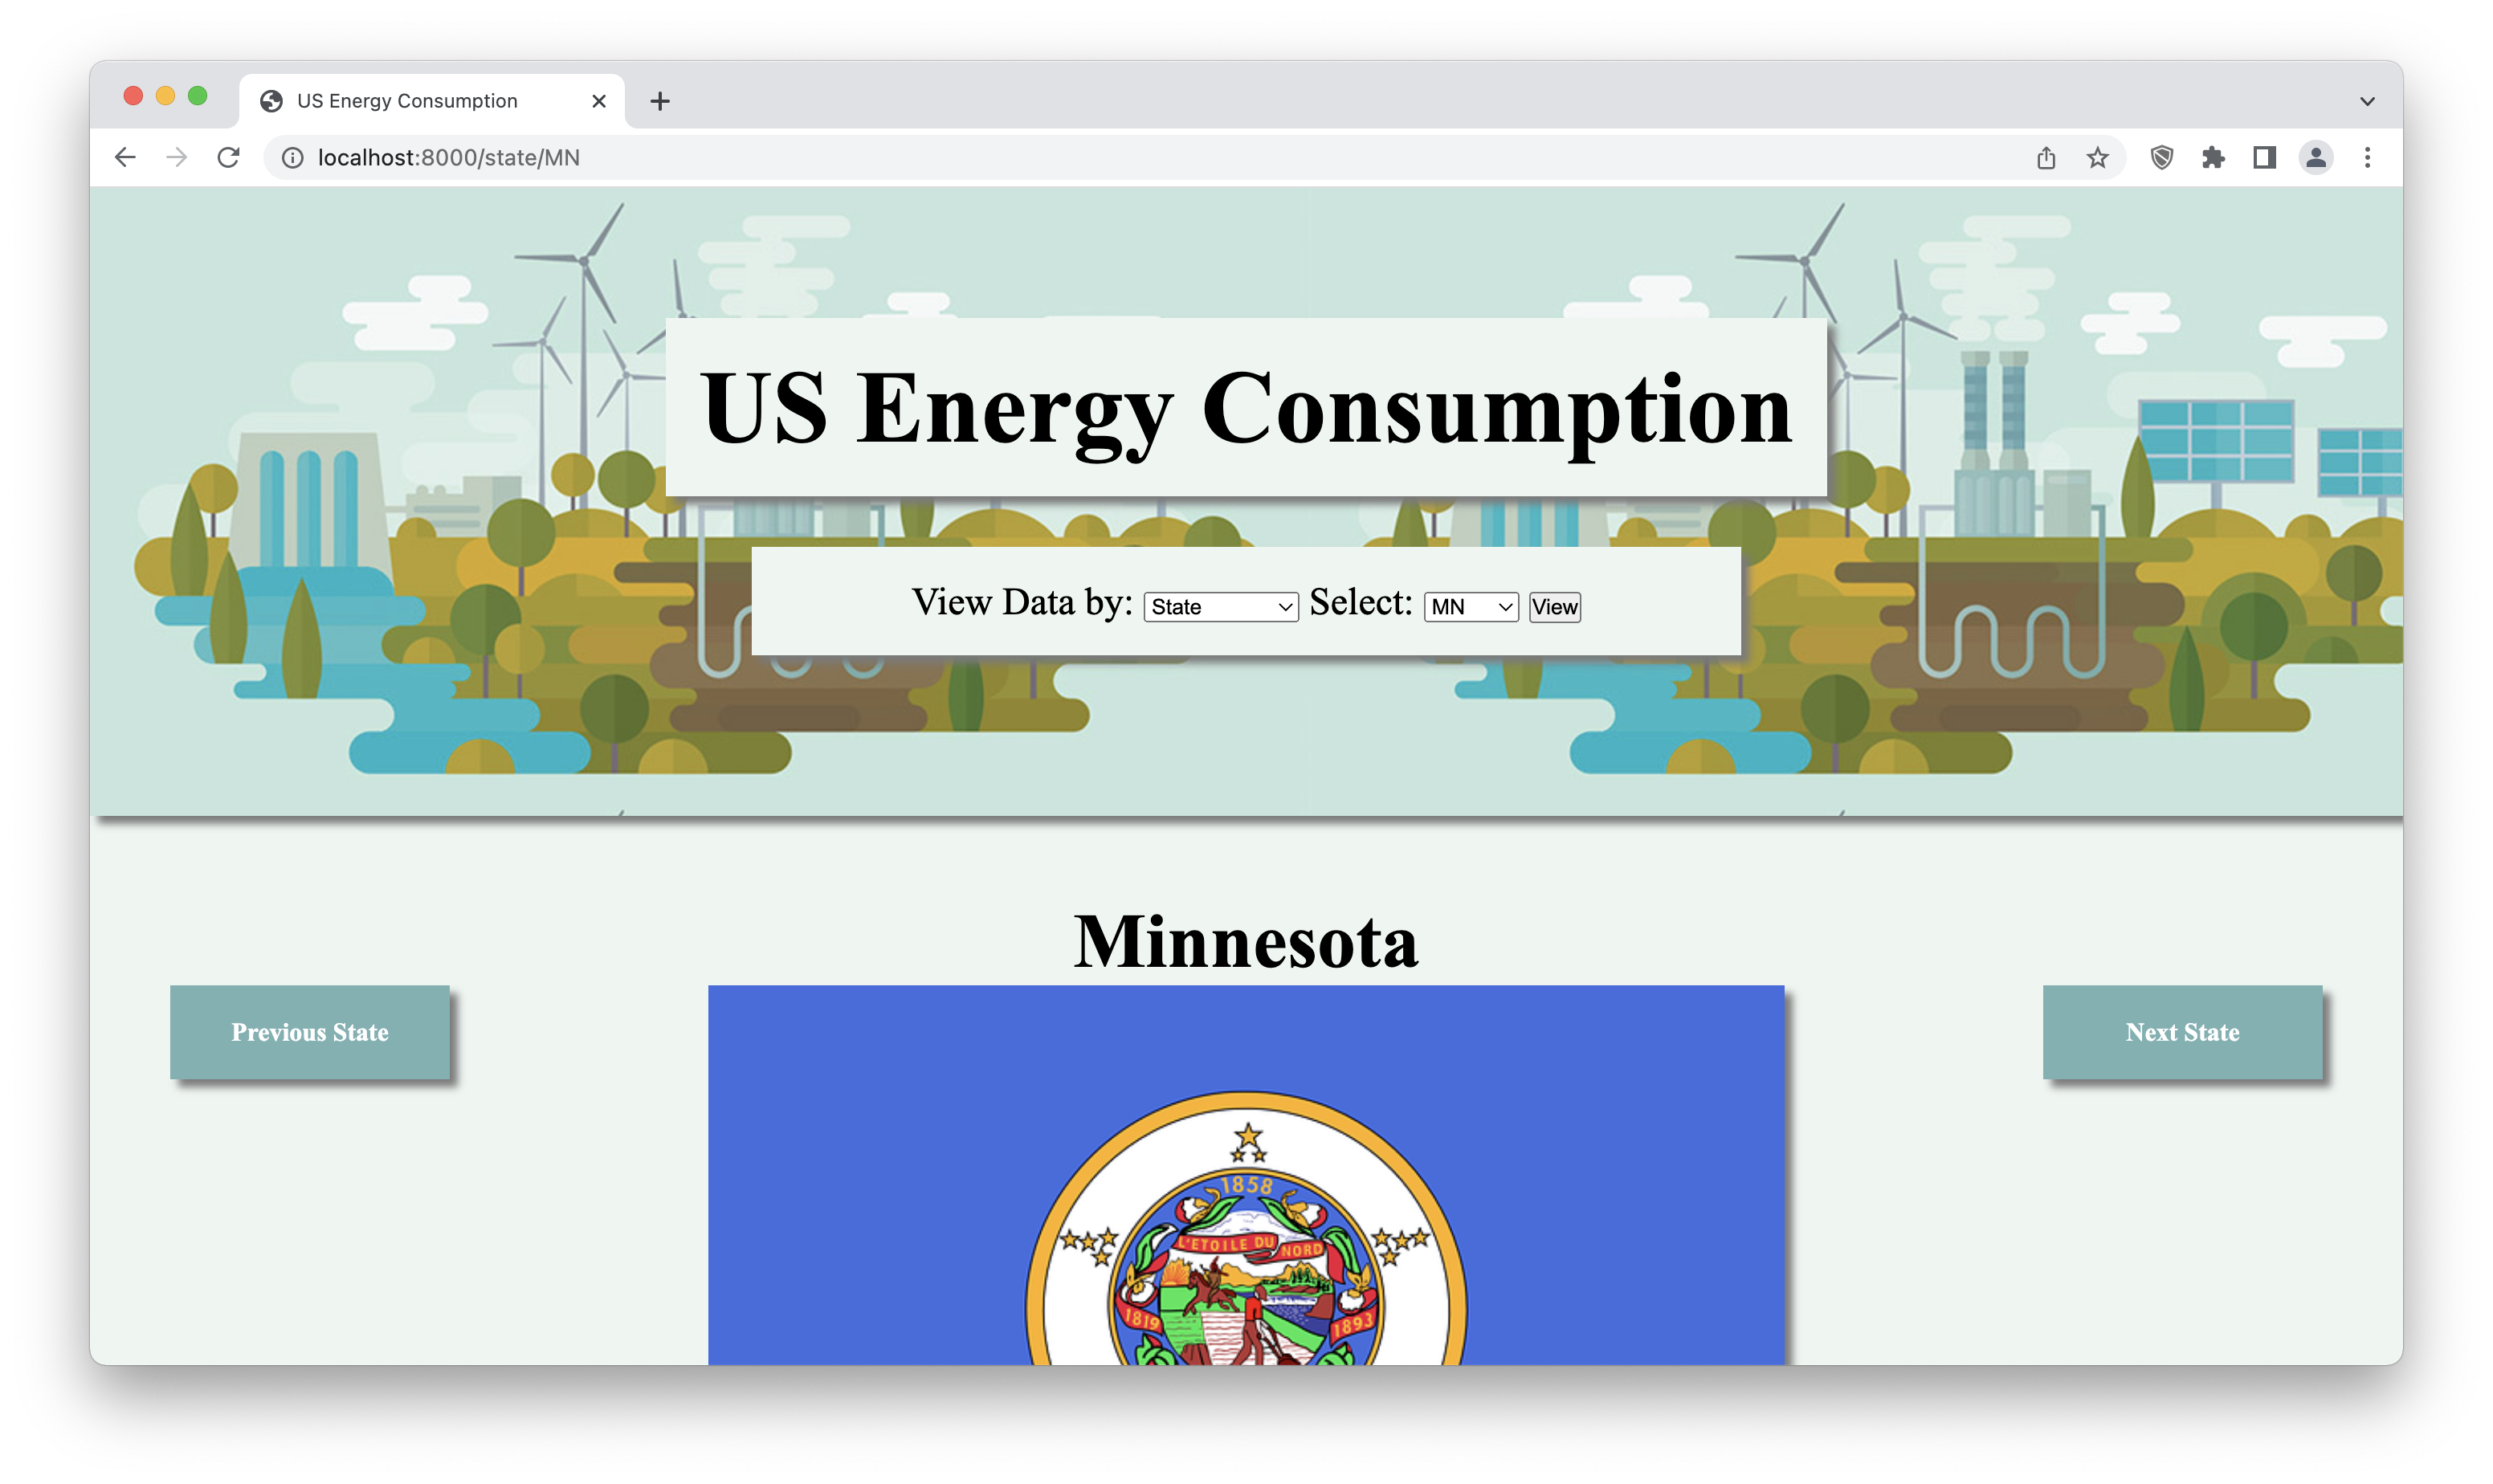 US Energy Consumption
localhost:8000/state/MN
US Energy Consumption
View Data by: State Select: MN View
Minnesota
Previous State
Next State
1858
L'ETOILE DU NORD
1819
1893